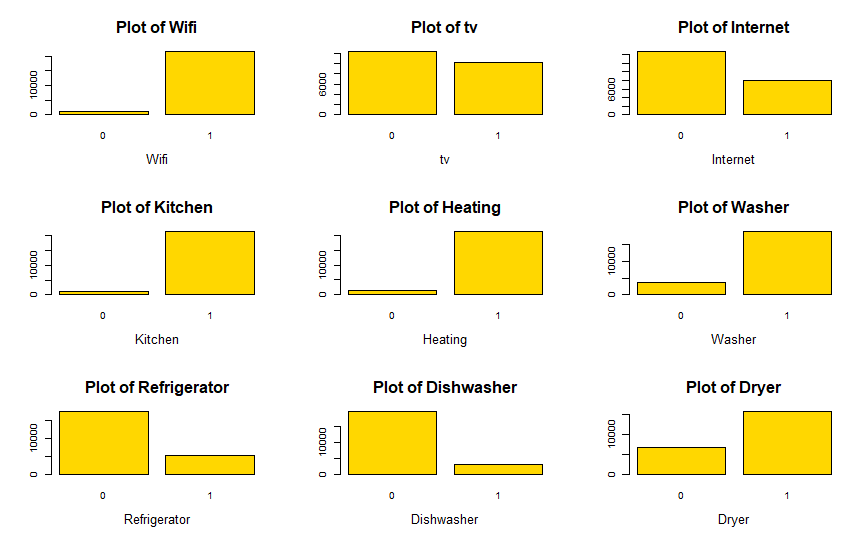 Plot of Wifi
10000
0
0 1
Wifi
Plot of tv
6000
0
0 1
tv
Plot of Internet
6000
0
0 1
Internet
Plot of Kitchen
10000
0
0 1
Kitchen
Plot of Heating
10000
0
0 1
Heating
Plot of Washer
10000
0
0 1
Washer
Plot of Refrigerator
10000
0
0 1
Refrigerator
Plot of Dishwasher
10000
0
0 1
Dishwasher
Plot of Dryer
10000
0
0 1
Dryer